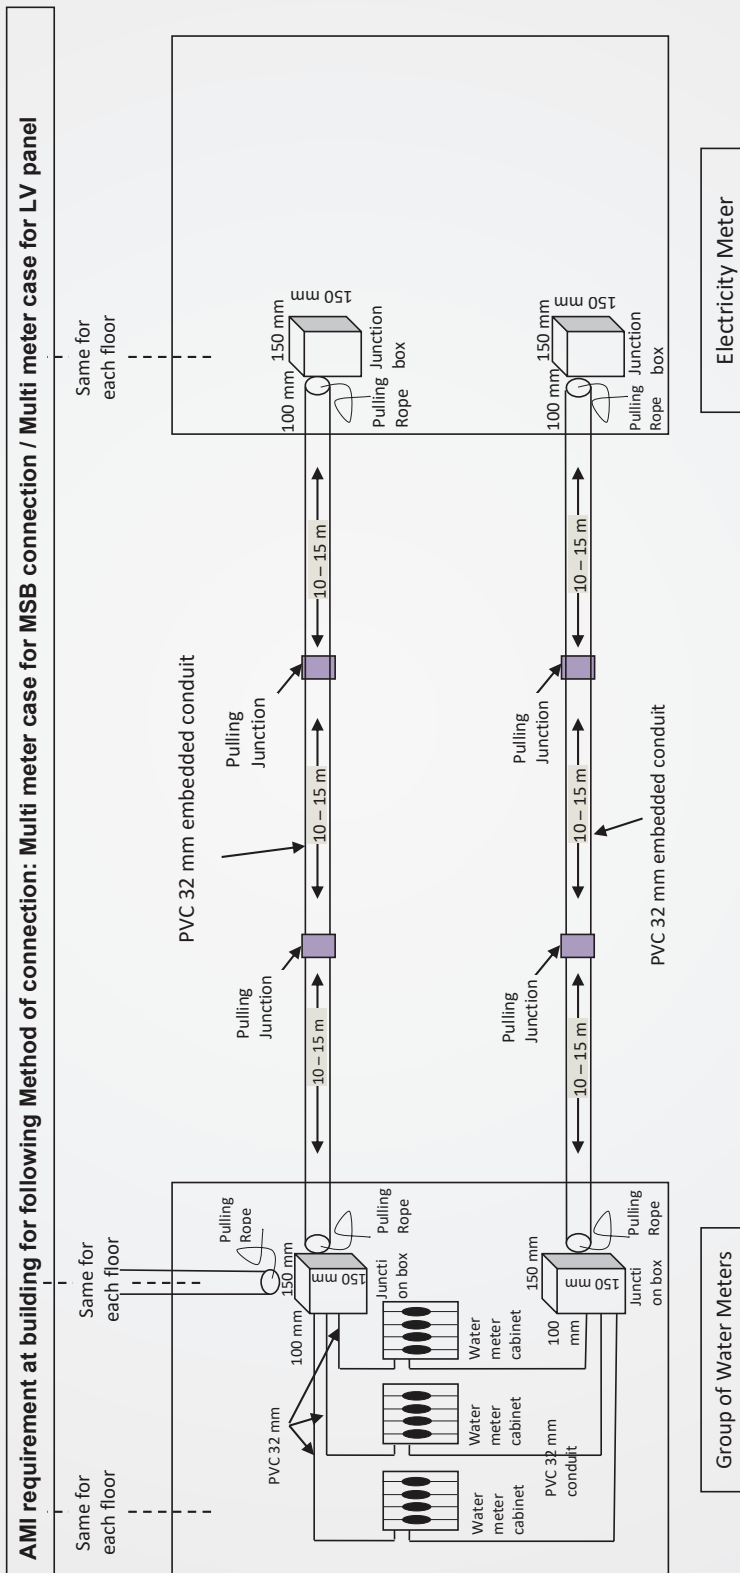 AMI requirement at building for following Method of connection: Multi meter case for MSB connection / Multi meter case for LV panel
Same for
each floor
Same for
each floor
Same for
each floor
PVC 32 mm
100 mm
150 mm
150 mm
Juncti
on box
Pulling
Rope
Pulling
Rope
Water
meter
cabinet
Water
meter
cabinet
Water
meter
cabinet
PVC 32 mm
conduit
100
mm
150 mm
150 mm
Juncti
on box
Pulling
Rope
10 – 15 m
Pulling
Junction
10 – 15 m
Pulling
Junction
10 – 15 m
PVC 32 mm embedded conduit
100 mm
150 mm
150 mm
Junction
box
Pulling
Rope
10 – 15 m
Pulling
Junction
10 – 15 m
Pulling
Junction
10 – 15 m
PVC 32 mm embedded conduit
100 mm
150 mm
150 mm
Junction
box
Pulling
Rope
Group of Water Meters
Electricity Meter